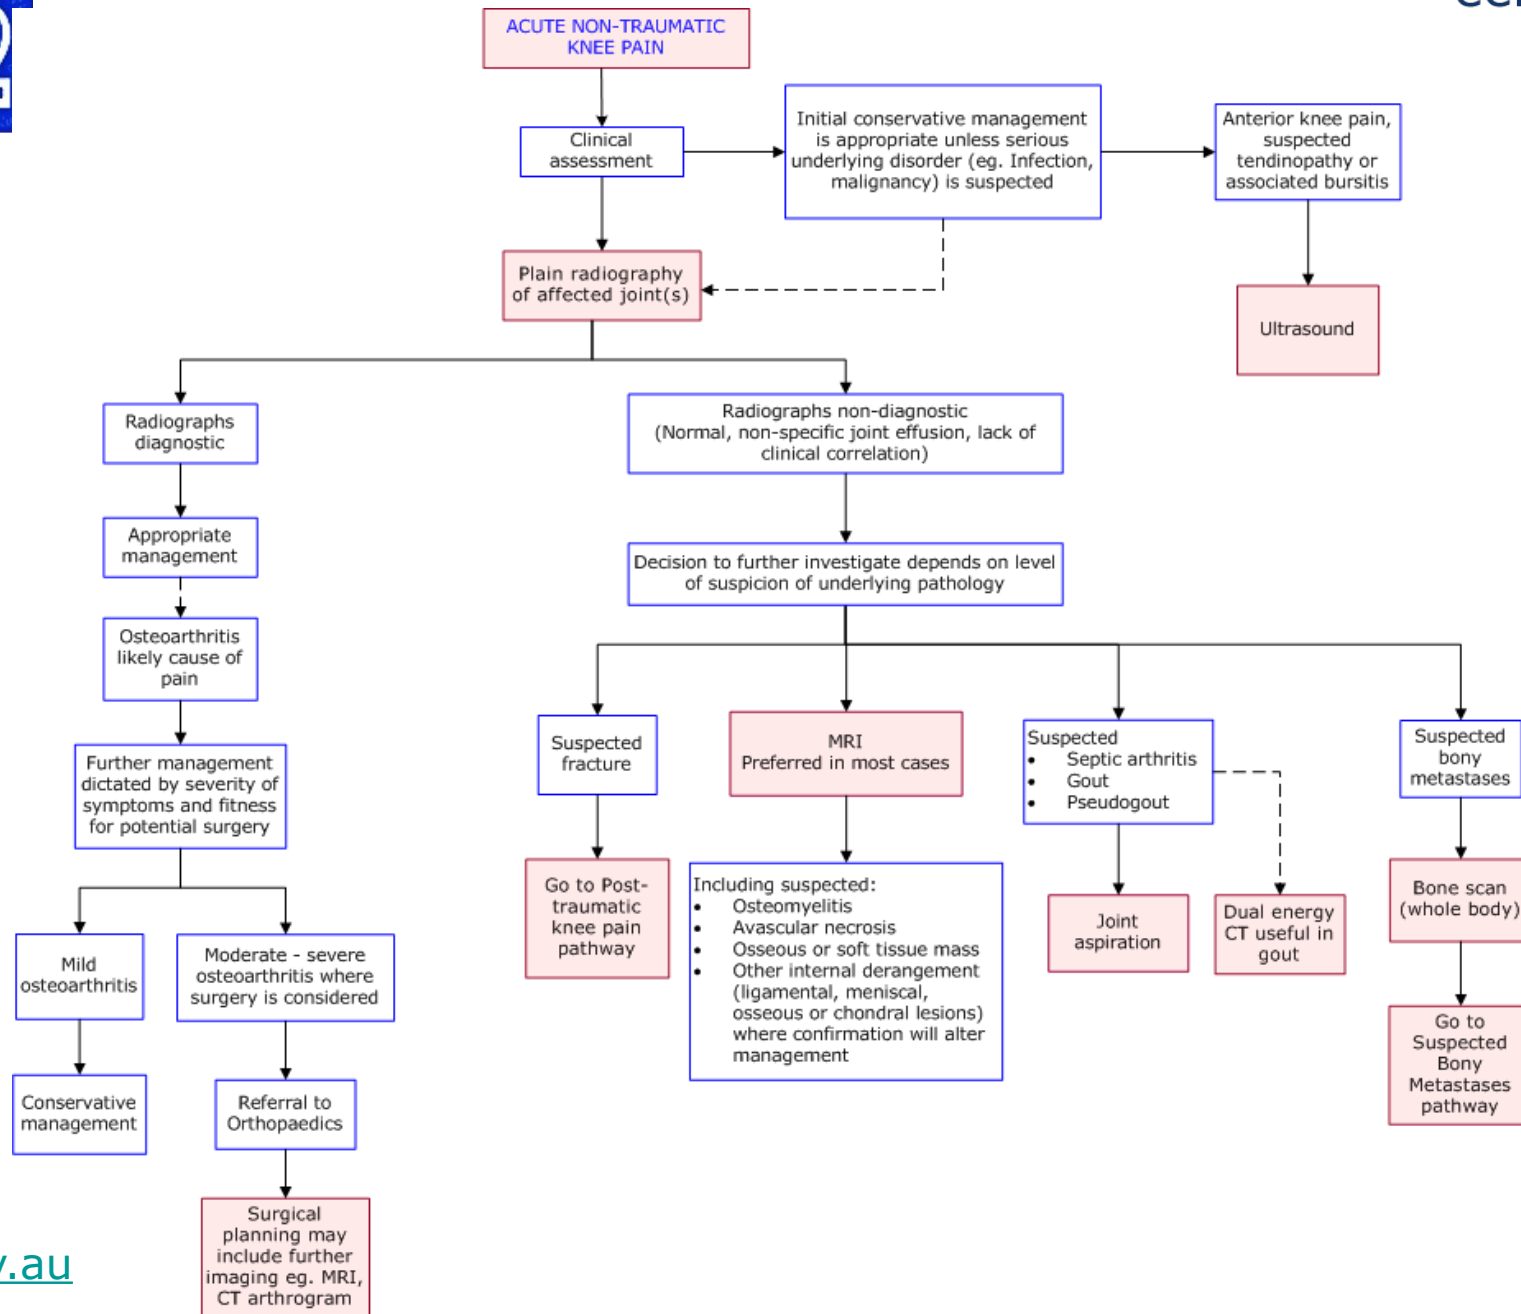 ACUTE NON-TRAUMATIC
KNEE PAIN
Clinical
assessment
Initial conservative management
is appropriate unless serious
underlying disorder (eg. Infection,
malignancy) is suspected
Anterior knee pain,
suspected
tendinopathy or
associated bursitis
Plain radiography
of affected joint(s)
Ultrasound
Radiographs
diagnostic
Radiographs non-diagnostic
(Normal, non-specific joint effusion, lack of
clinical correlation)
Appropriate
management
Decision to further investigate depends on level
of suspicion of underlying pathology
Osteoarthritis
likely cause of
pain
Further management
dictated by severity of
symptoms and fitness
for potential surgery
Suspected
fracture
MRI
Preferred in most cases
Suspected
• Septic arthritis
• Gout
• Pseudogout
Suspected
bony
metastases
Go to Post-
traumatic
knee pain
pathway
Including suspected:
• Osteomyelitis
• Avascular necrosis
• Osseous or soft tissue mass
• Other internal derangement
(ligamental, meniscal,
osseous or chondral lesions)
where confirmation will alter
management
Joint
aspiration
Dual energy
CT useful in
gout
Bone scan
(whole body)
Go to
Suspected
Bony
Metastases
pathway
Mild
osteoarthritis
Moderate - severe
osteoarthritis where
surgery is considered
Conservative
management
Referral to
Orthopaedics
Surgical
planning may
include further
imaging eg. MRI,
CT arthrogram
.au